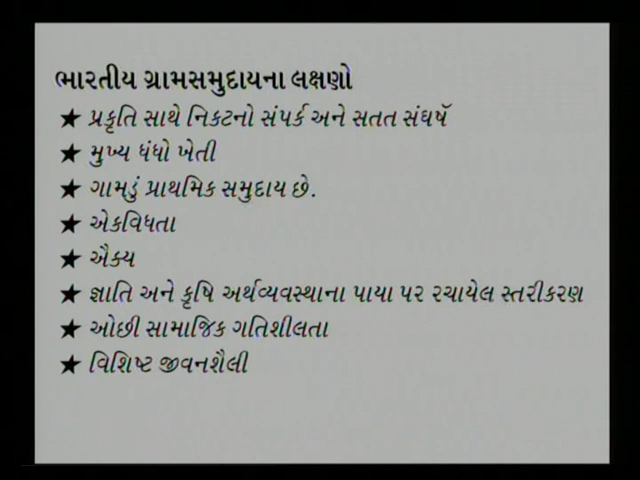 ભારતીય ગ્રામસમુદાયના લક્ષણો
★ પ્રકૃતિ સાથે નિકટનો સંપર્ક અને સતત સંઘર્ષ
★ મુખ્ય ધંધો ખેતી
★ ગામડું પ્રાથમિક સમુદાય છે.
★ એકવિધતા
★ ઐક્ય
★ જ્ઞાતિ અને કૃષિ અર્થવ્યવસ્થાના પાયા પર રચાયેલ સ્તરીકરણ
★ ઓછી સામાજિક ગતિશીલતા
★ વિશિષ્ટ જીવનશૈલી